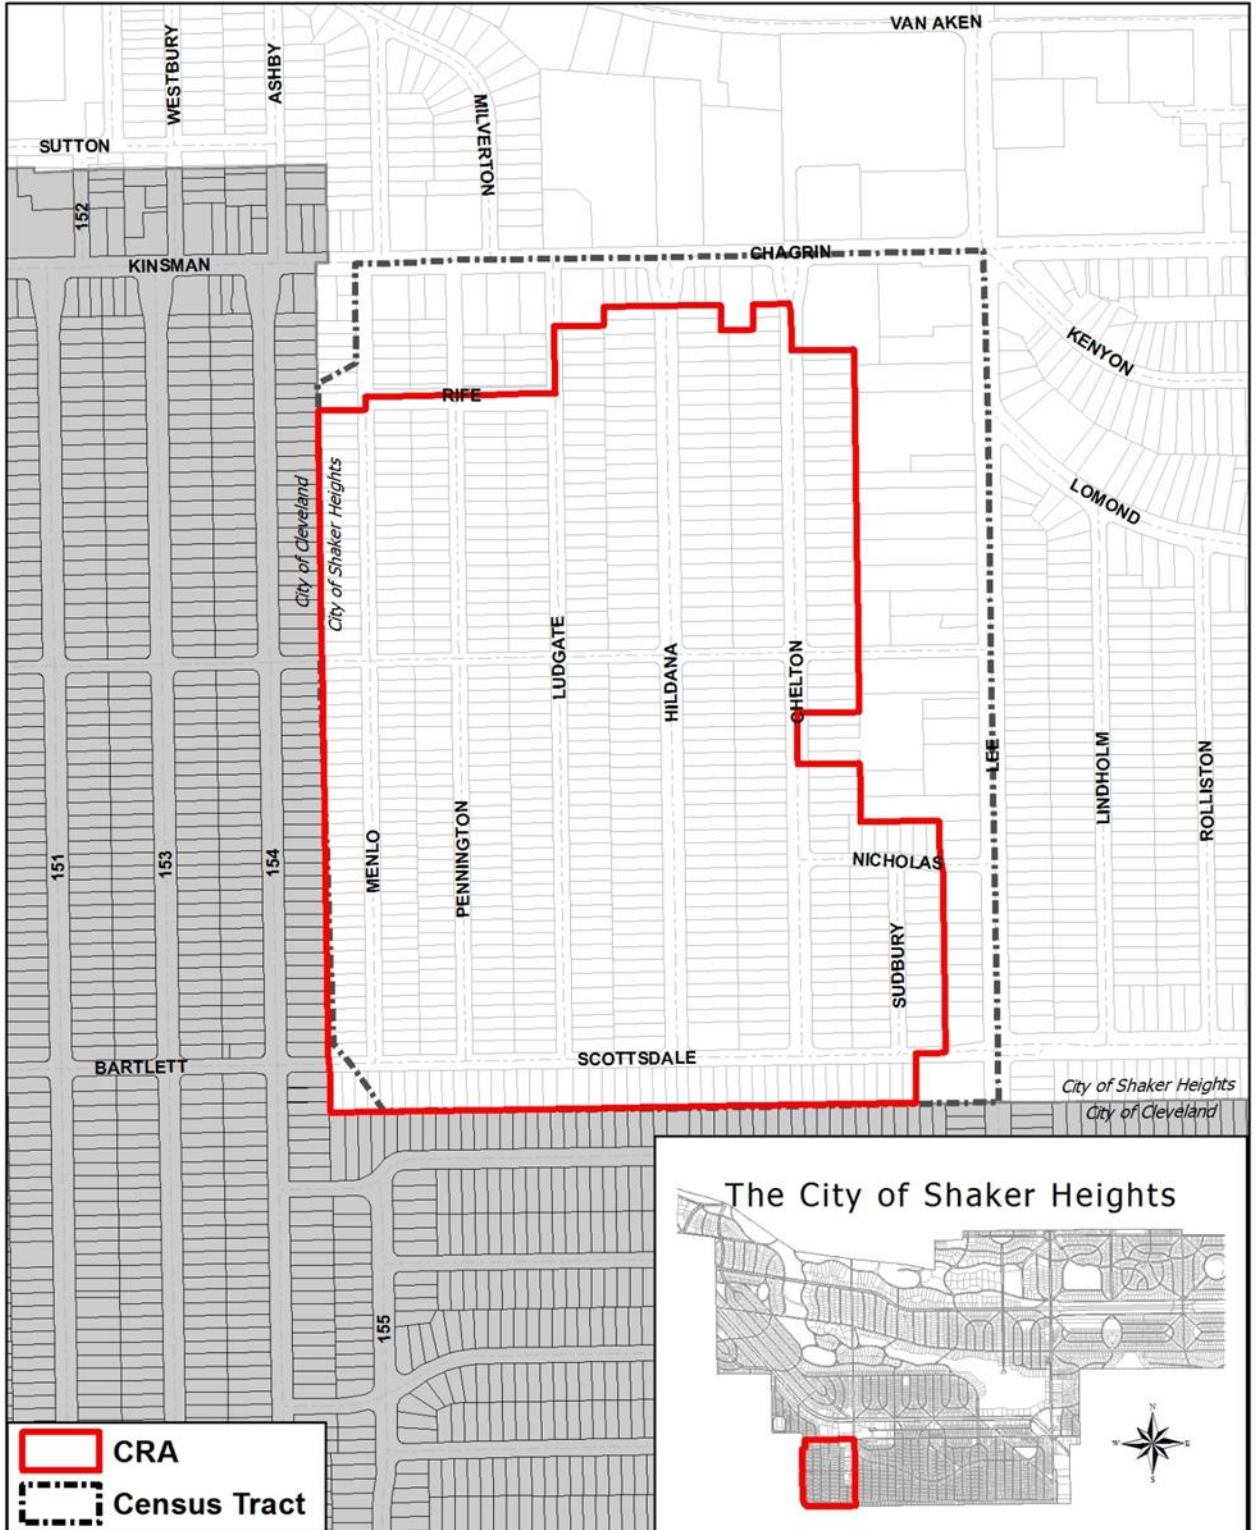 VAN AKEN
WESTBURY
ASHBY
MILVERTON
SUTTON
152
KINSMAN
CHAGRIN
KENYON
RIFE
LOMOND
City of Cleveland
City of Shaker Heights
LUDGATE
HILDANA
CHELTON
LEE
LINDHOLM
ROLLISTON
151
153
154
MENLO
PENNINGTON
NICHOLAS
SUDBURY
BARTLETT
SCOTTSDALE
City of Shaker Heights
City of Cleveland
155
The City of Shaker Heights
N
W
E
S
CRA
Census Tract